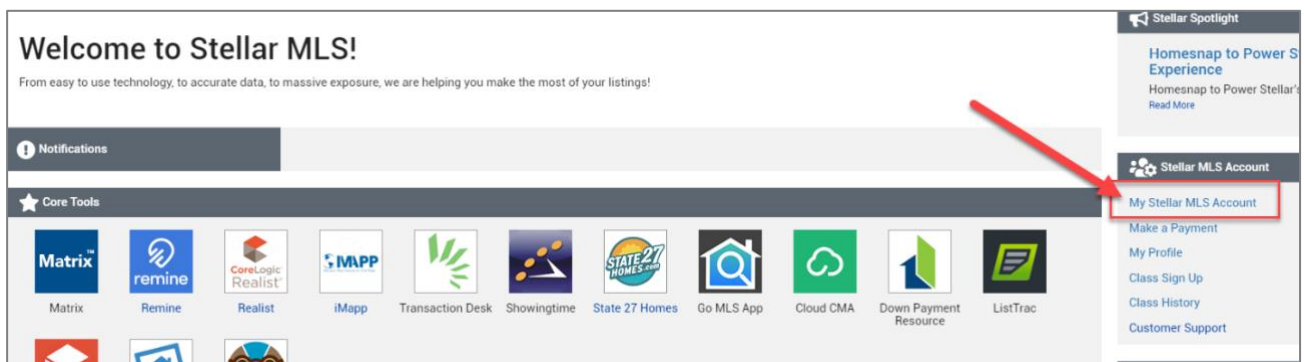 Welcome to Stellar MLS!
From easy to use technology, to accurate data, to massive exposure, we are helping you make the most of your listings!
Notifications
Core Tools
Matrix™
remine
CoreLogic
Realist®
IMAPP
STATE27
HOMES.com
Matrix
Remine
Realist
iMapp
Transaction Desk
Showingtime
State 27 Homes
Go MLS App
Cloud CMA
Down Payment
Resource
ListTrac
Stellar Spotlight
Homesnap to Power S
Experience
Homesnap to Power Stellar's
Read More
Stellar MLS Account
My Stellar MLS Account
Make a Payment
My Profile
Class Sign Up
Class History
Customer Support